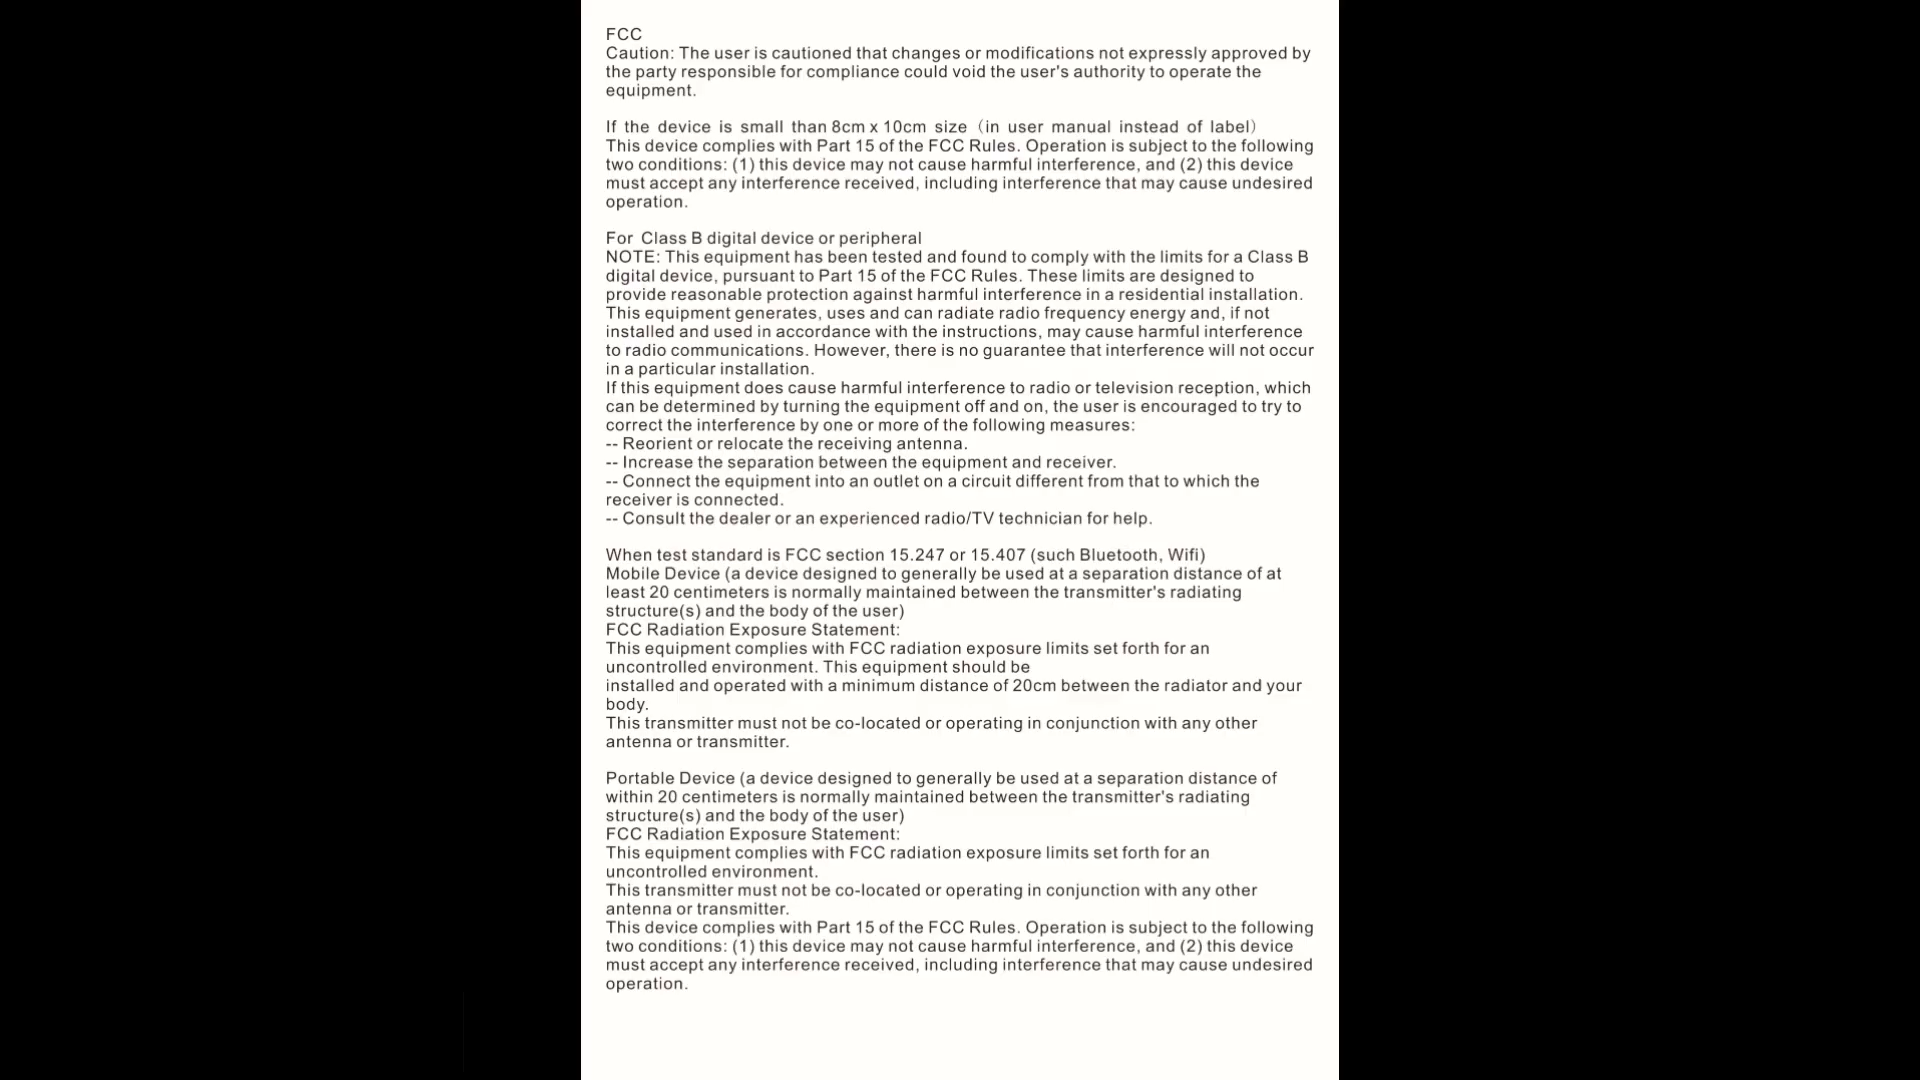 FCC
Caution: The user is cautioned that changes or modifications not expressly approved by
the party responsible for compliance could void the user's authority to operate the
equipment.
If the device is small than 8cm x 10cm size（in user manual instead of label）
This device complies with Part 15 of the FCC Rules. Operation is subject to the following
two conditions: (1) this device may not cause harmful interference, and (2) this device
must accept any interference received, including interference that may cause undesired
operation.
For Class B digital device or peripheral
NOTE: This equipment has been tested and found to comply with the limits for a Class B
digital device, pursuant to Part 15 of the FCC Rules. These limits are designed to
provide reasonable protection against harmful interference in a residential installation.
This equipment generates, uses and can radiate radio frequency energy and, if not
installed and used in accordance with the instructions, may cause harmful interference
to radio communications. However, there is no guarantee that interference will not occur
in a particular installation.
If this equipment does cause harmful interference to radio or television reception, which
can be determined by turning the equipment off and on, the user is encouraged to try to
correct the interference by one or more of the following measures:
-- Reorient or relocate the receiving antenna.
-- Increase the separation between the equipment and receiver.
-- Connect the equipment into an outlet on a circuit different from that to which the
receiver is connected.
-- Consult the dealer or an experienced radio/TV technician for help.
When test standard is FCC section 15.247 or 15.407 (such Bluetooth, Wifi)
Mobile Device (a device designed to generally be used at a separation distance of at
least 20 centimeters is normally maintained between the transmitter's radiating
structure(s) and the body of the user)
FCC Radiation Exposure Statement:
This equipment complies with FCC radiation exposure limits set forth for an
uncontrolled environment. This equipment should be
installed and operated with a minimum distance of 20cm between the radiator and your
body.
This transmitter must not be co-located or operating in conjunction with any other
antenna or transmitter.
Portable Device (a device designed to generally be used at a separation distance of
within 20 centimeters is normally maintained between the transmitter's radiating
structure(s) and the body of the user)
FCC Radiation Exposure Statement:
This equipment complies with FCC radiation exposure limits set forth for an
uncontrolled environment.
This transmitter must not be co-located or operating in conjunction with any other
antenna or transmitter.
This device complies with Part 15 of the FCC Rules. Operation is subject to the following
two conditions: (1) this device may not cause harmful interference, and (2) this device
must accept any interference received, including interference that may cause undesired
operation.